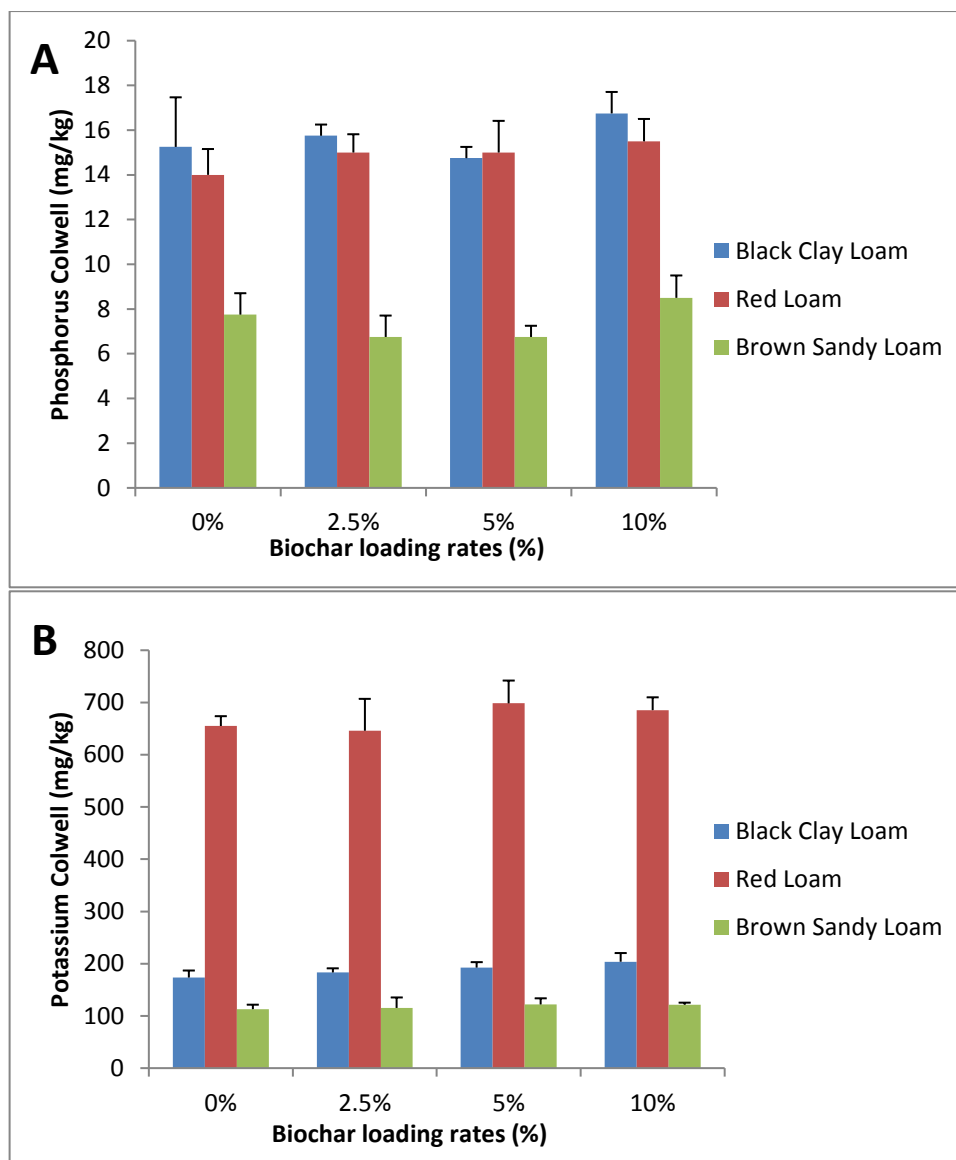 A
Phosphorus Colwell (mg/kg)
20
18
16
14
12
10
8
6
4
2
0
0% 2.5% 5% 10%
Biochar loading rates (%)
Black Clay Loam
Red Loam
Brown Sandy Loam
B
Potassium Colwell (mg/kg)
800
700
600
500
400
300
200
100
0
0% 2.5% 5% 10%
Biochar loading rates (%)
Black Clay Loam
Red Loam
Brown Sandy Loam